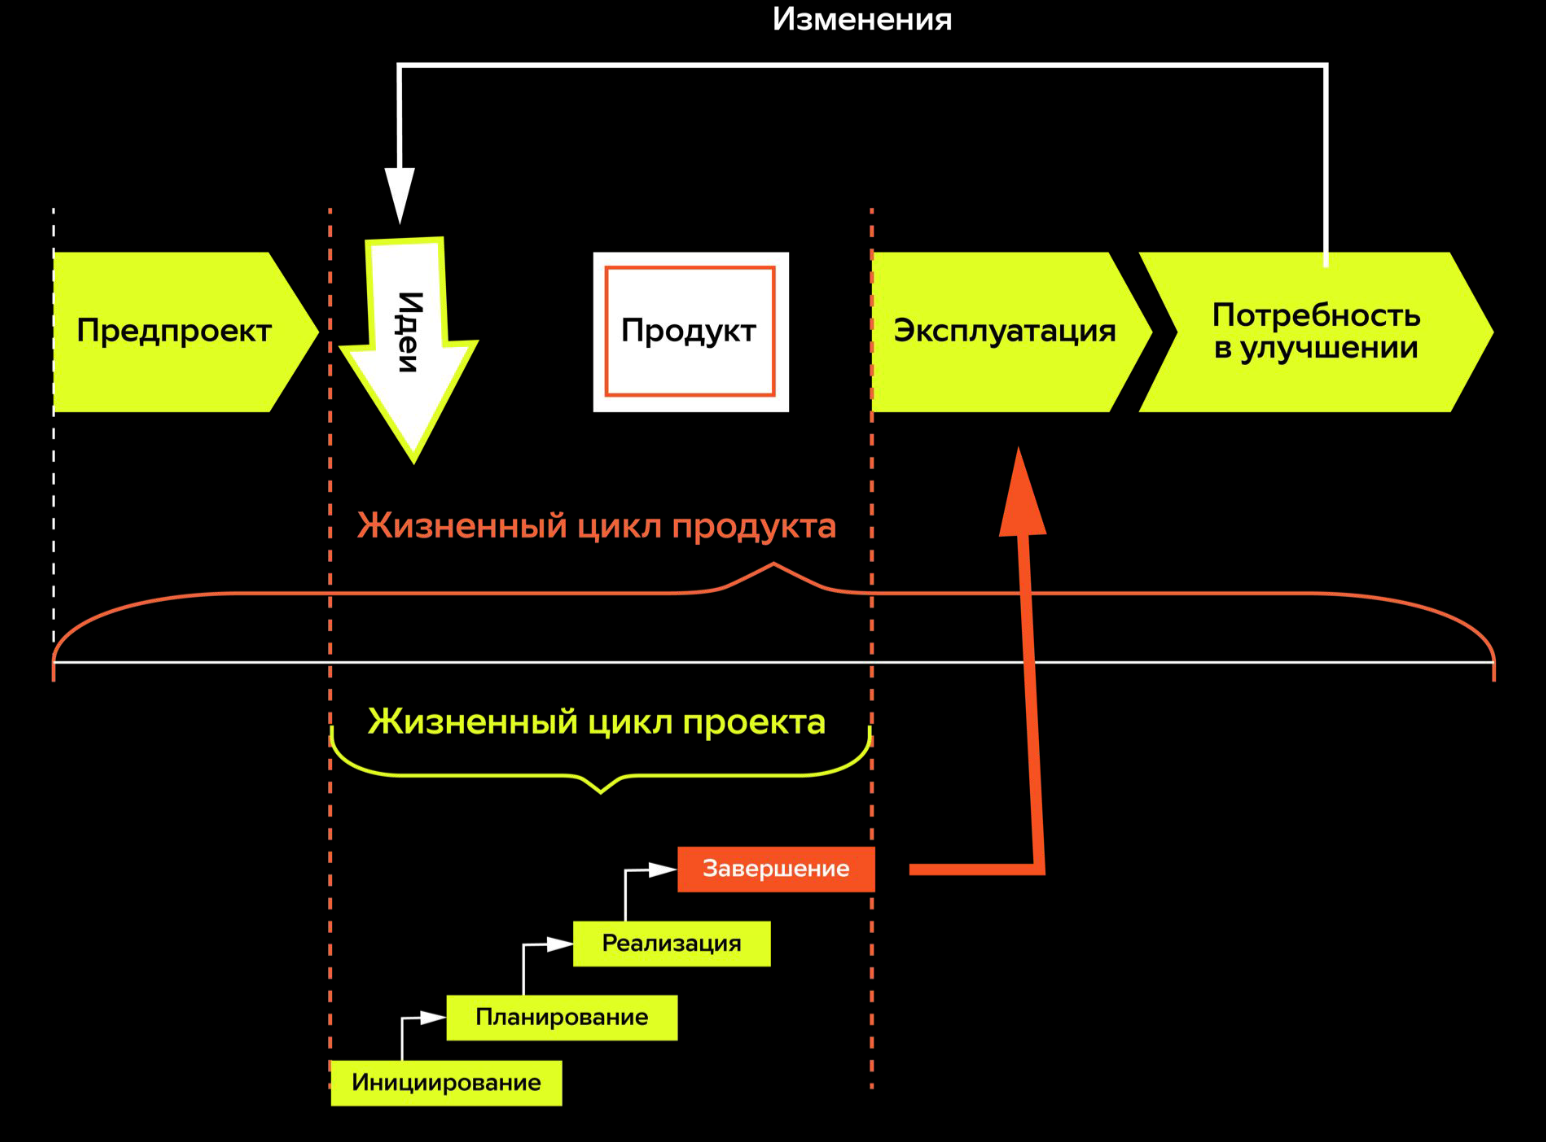 Изменения
Предпроект
Идеи
Продукт
Эксплуатация
Потребность
в улучшении
Жизненный цикл продукта
Жизненный цикл проекта
Завершение
Реализация
Планирование
Инициирование